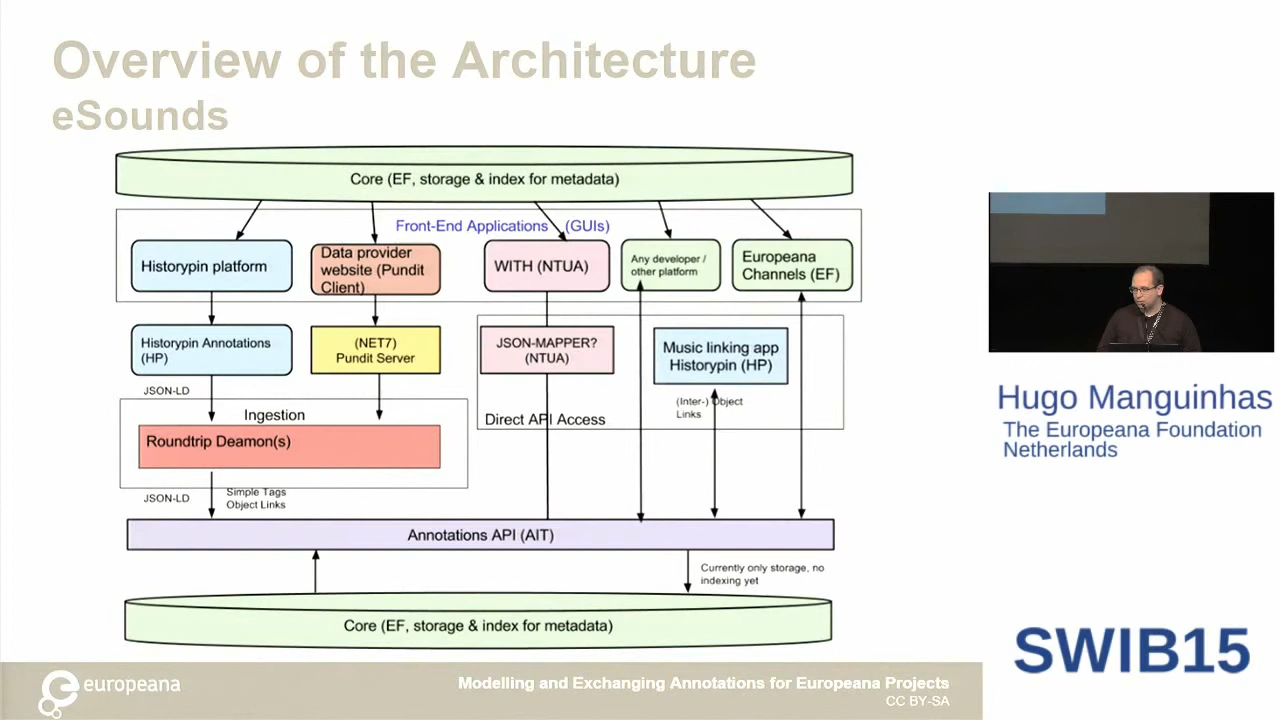 Overview of the Architecture
eSounds
Core (EF, storage & index for metadata)
Front-End Applications (GUIs)
Historypin platform
Data provider
website (Pundit
Client)
WITH (NTUA)
Any developer /
other platform
Europeana
Channels (EF)
Historypin Annotations
(HP)
(NET7)
Pundit Server
JSON-MAPPER?
(NTUA)
Music linking app
Historypin (HP)
JSON-LD
(Inter-) Object
Links
Direct API Access
Ingestion
Roundtrip Deamon(s)
JSON-LD
Simple Tags
Object Links
Annotations API (AIT)
Currently only storage, no
indexing yet
Core (EF, storage & index for metadata)
europeana
Modelling and Exchanging Annotations for Europeana Projects
CC BY-SA
Hugo Manguinhas
The Europeana Foundation
Netherlands
SWIB15